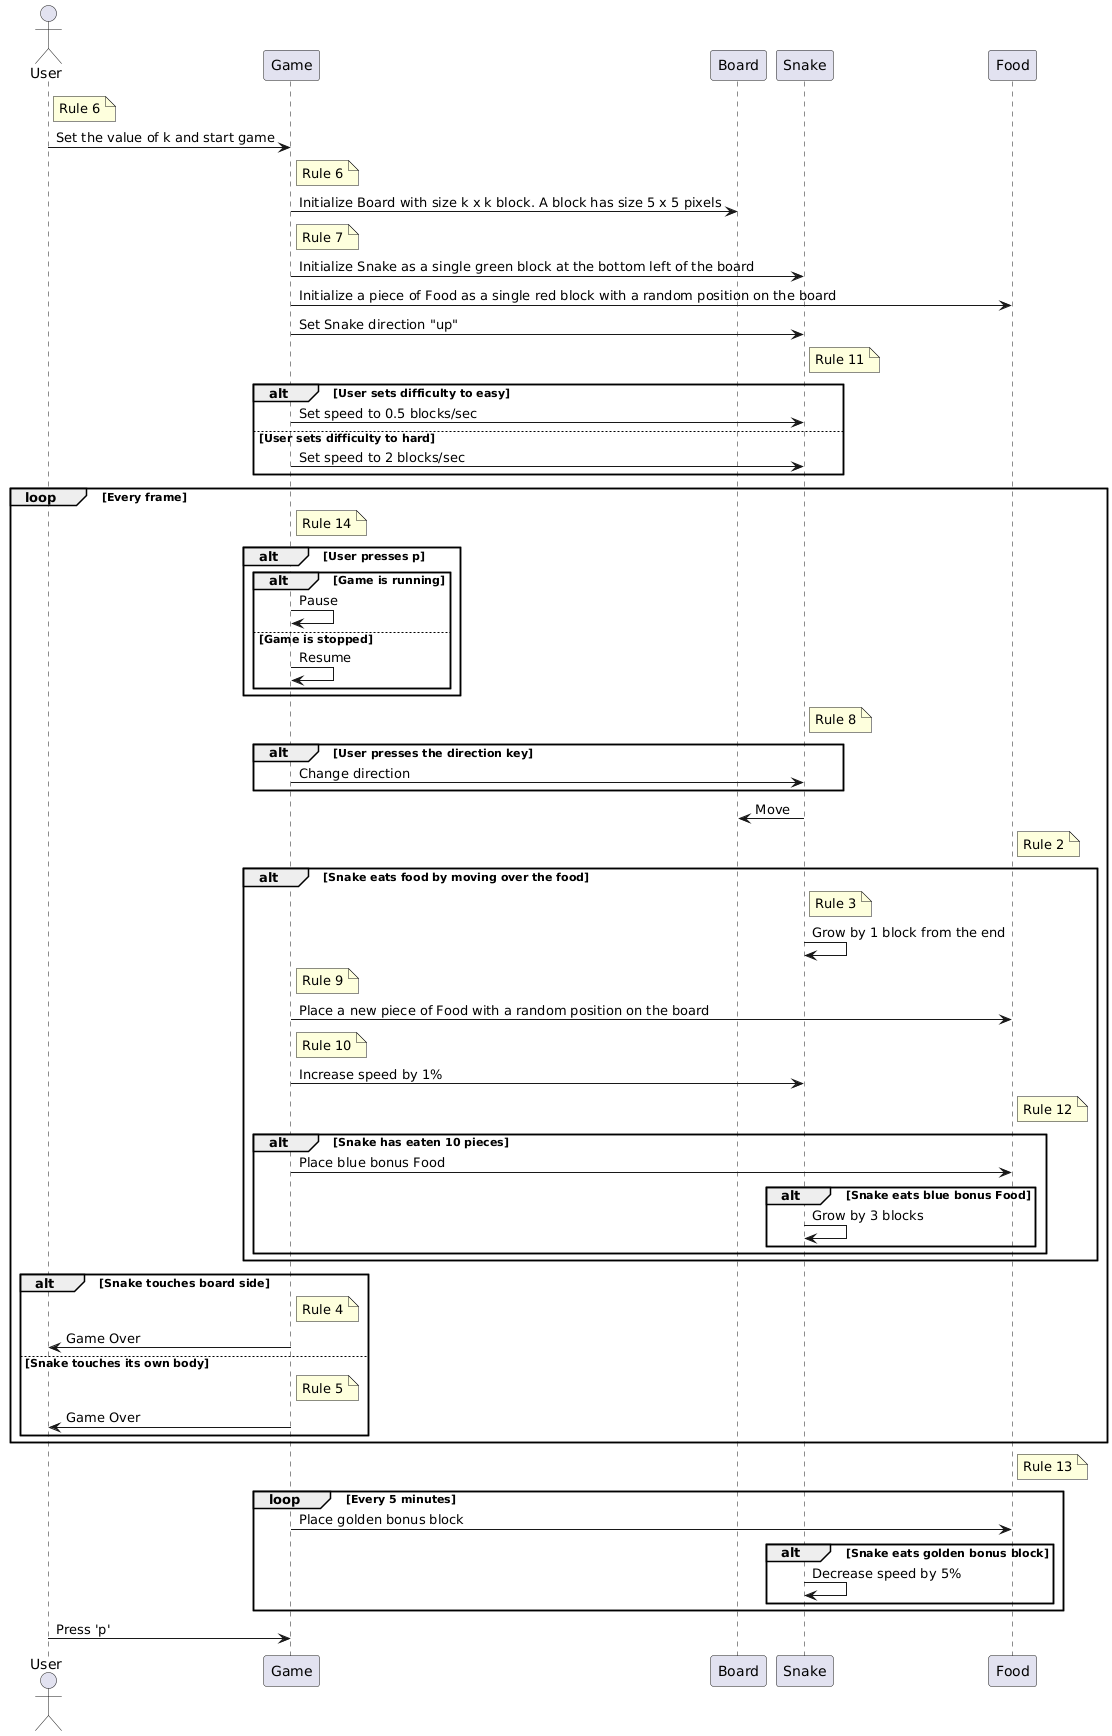 User
Game
Board
Snake
Food
Rule 6
Set the value of k and start game
Rule 6
Initialize Board with size k x k block. A block has size 5 x 5 pixels
Rule 7
Initialize Snake as a single green block at the bottom left of the board
Initialize a piece of Food as a single red block with a random position on the board
Set Snake direction "up"
Rule 11
alt [User sets difficulty to easy]
Set speed to 0.5 blocks/sec
[User sets difficulty to hard]
Set speed to 2 blocks/sec
loop [Every frame]
Rule 14
alt [User presses p]
alt [Game is running]
Pause
[Game is stopped]
Resume
Rule 8
alt [User presses the direction key]
Change direction
Move
Rule 2
alt [Snake eats food by moving over the food]
Rule 3
Grow by 1 block from the end
Rule 9
Place a new piece of Food with a random position on the board
Rule 10
Increase speed by 1%
Rule 12
alt [Snake has eaten 10 pieces]
Place blue bonus Food
alt [Snake eats blue bonus Food]
Grow by 3 blocks
alt [Snake touches board side]
Rule 4
Game Over
[Snake touches its own body]
Rule 5
Game Over
Rule 13
loop [Every 5 minutes]
Place golden bonus block
alt [Snake eats golden bonus block]
Decrease speed by 5%
Press 'p'
User
Game
Board
Snake
Food